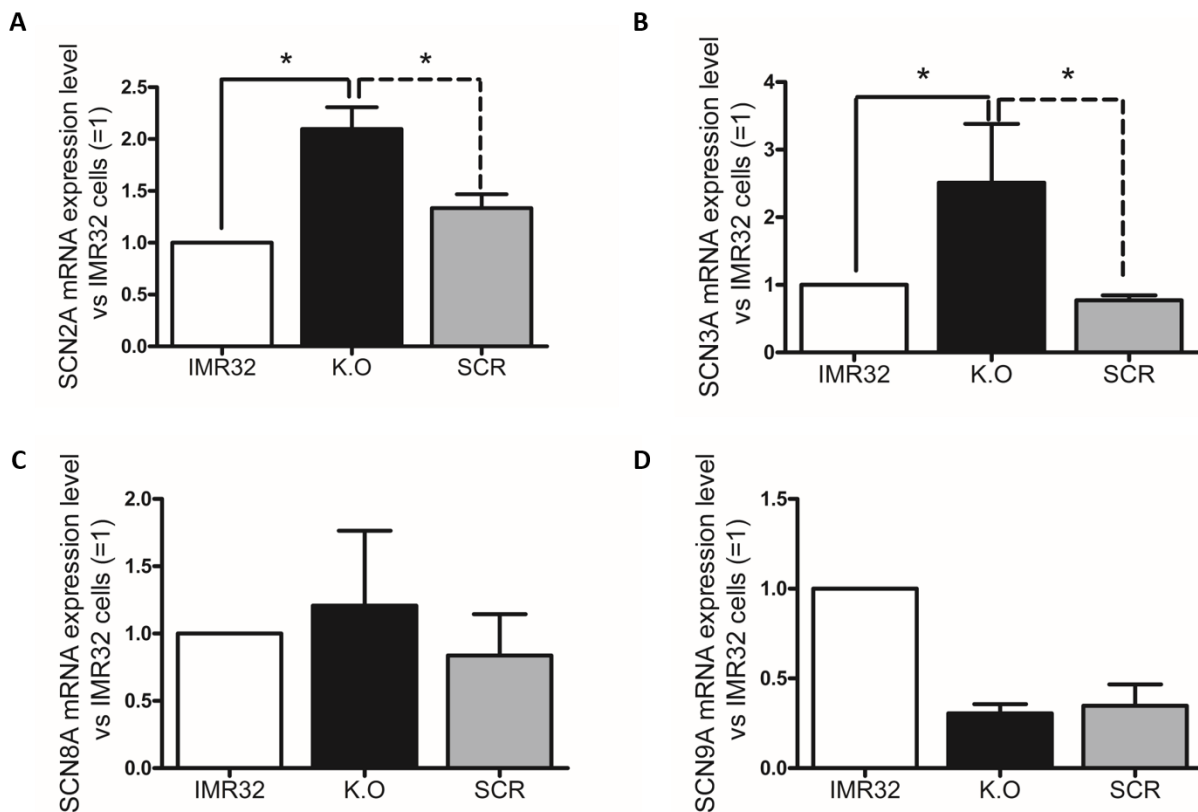 A
SCN2A mRNA expression level
vs IMR32 cells (=1)
2.5
2.0
1.5
1.0
0.5
0.0
*
*
IMR32 K.O SCR
B
SCN3A mRNA expression level
vs IMR32 cells (=1)
4
3
2
1
0
*
*
IMR32 K.O SCR
C
SCN8A mRNA expression level
vs IMR32 cells (=1)
2.0
1.5
1.0
0.5
0.0
IMR32 K.O SCR
D
SCN9A mRNA expression level
vs IMR32 cells (=1)
1.5
1.0
0.5
0.0
IMR32 K.O SCR